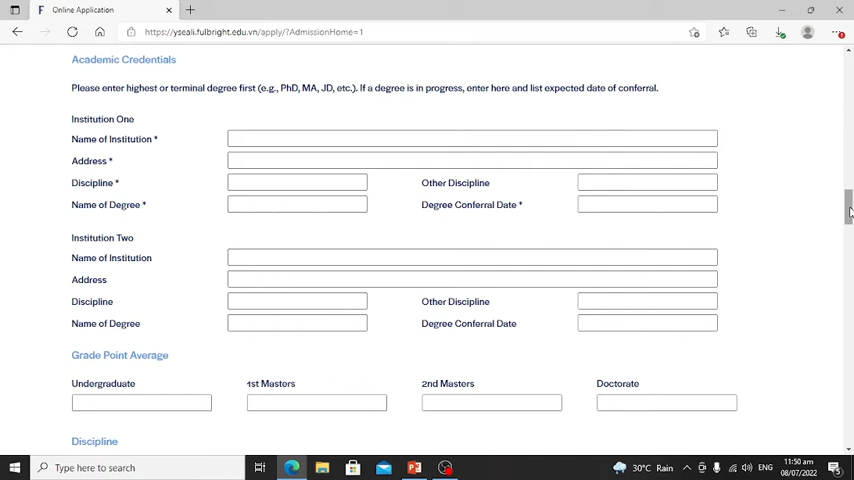 Online Application
https://yseali.fulbright.edu.vn/apply/?AdmissionHome=1
Academic Credentials
Please enter highest or terminal degree first (e.g., PhD, MA, JD, etc.). If a degree is in progress, enter here and list expected date of conferral.
Institution One
Name of Institution *
Address *
Discipline * Other Discipline
Name of Degree * Degree Conferral Date *
Institution Two
Name of Institution
Address
Discipline Other Discipline
Name of Degree Degree Conferral Date
Grade Point Average
Undergraduate 1st Masters 2nd Masters Doctorate
Discipline
Type here to search 30°C Rain ENG 11:50 am
08/07/2022 5